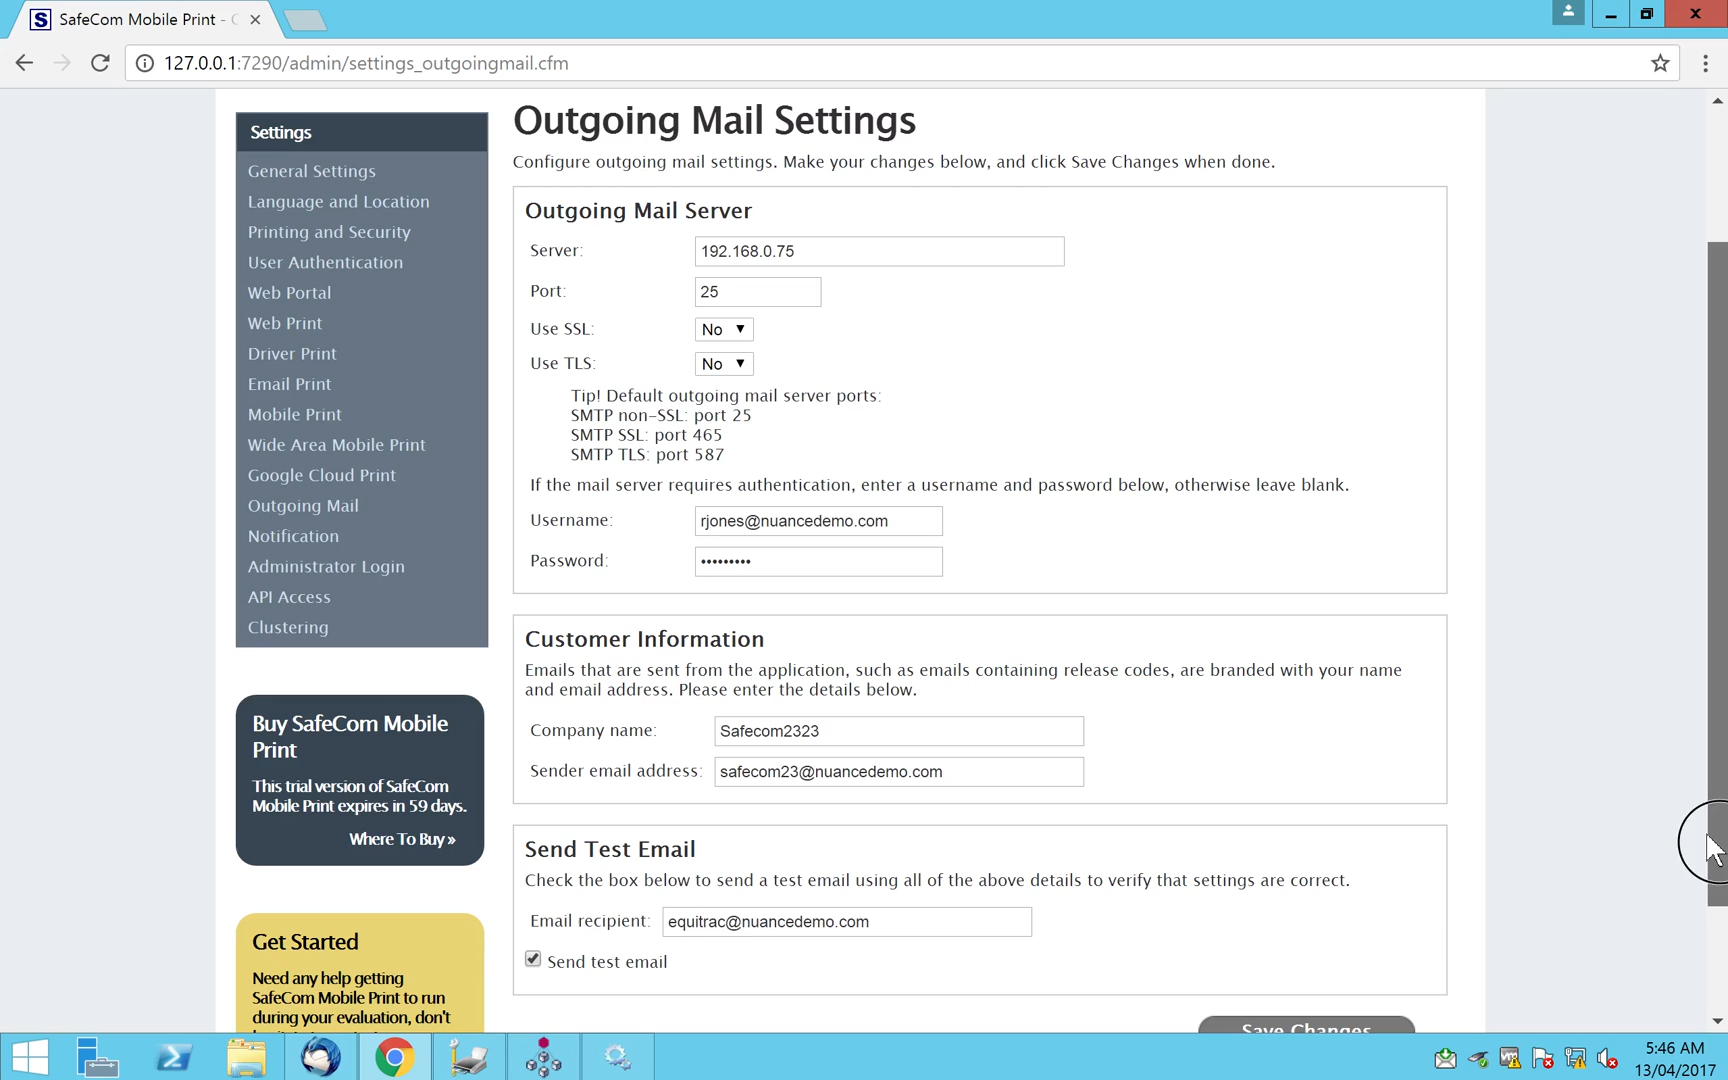 SafeCom Mobile Print - C
127.0.0.1:7290/admin/settings_outgoingmail.cfm
Settings
General Settings
Language and Location
Printing and Security
User Authentication
Web Portal
Web Print
Driver Print
Email Print
Mobile Print
Wide Area Mobile Print
Google Cloud Print
Outgoing Mail
Notification
Administrator Login
API Access
Clustering
Buy SafeCom Mobile
Print
This trial version of SafeCom
Mobile Print expires in 59 days.
Where To Buy »
Get Started
Need any help getting
SafeCom Mobile Print to run
during your evaluation, don't
Outgoing Mail Settings
Configure outgoing mail settings. Make your changes below, and click Save Changes when done.
Outgoing Mail Server
Server: 192.168.0.75
Port: 25
Use SSL: No
Use TLS: No
Tip! Default outgoing mail server ports:
SMTP non-SSL: port 25
SMTP SSL: port 465
SMTP TLS: port 587
If the mail server requires authentication, enter a username and password below, otherwise leave blank.
Username: rjones@nuancedemo.com
Password: •••••••••
Customer Information
Emails that are sent from the application, such as emails containing release codes, are branded with your name
and email address. Please enter the details below.
Company name: Safecom2323
Sender email address: safecom23@nuancedemo.com
Send Test Email
Check the box below to send a test email using all of the above details to verify that settings are correct.
Email recipient: equitrac@nuancedemo.com
Send test email
Save Changes
5:46 AM
13/04/2017